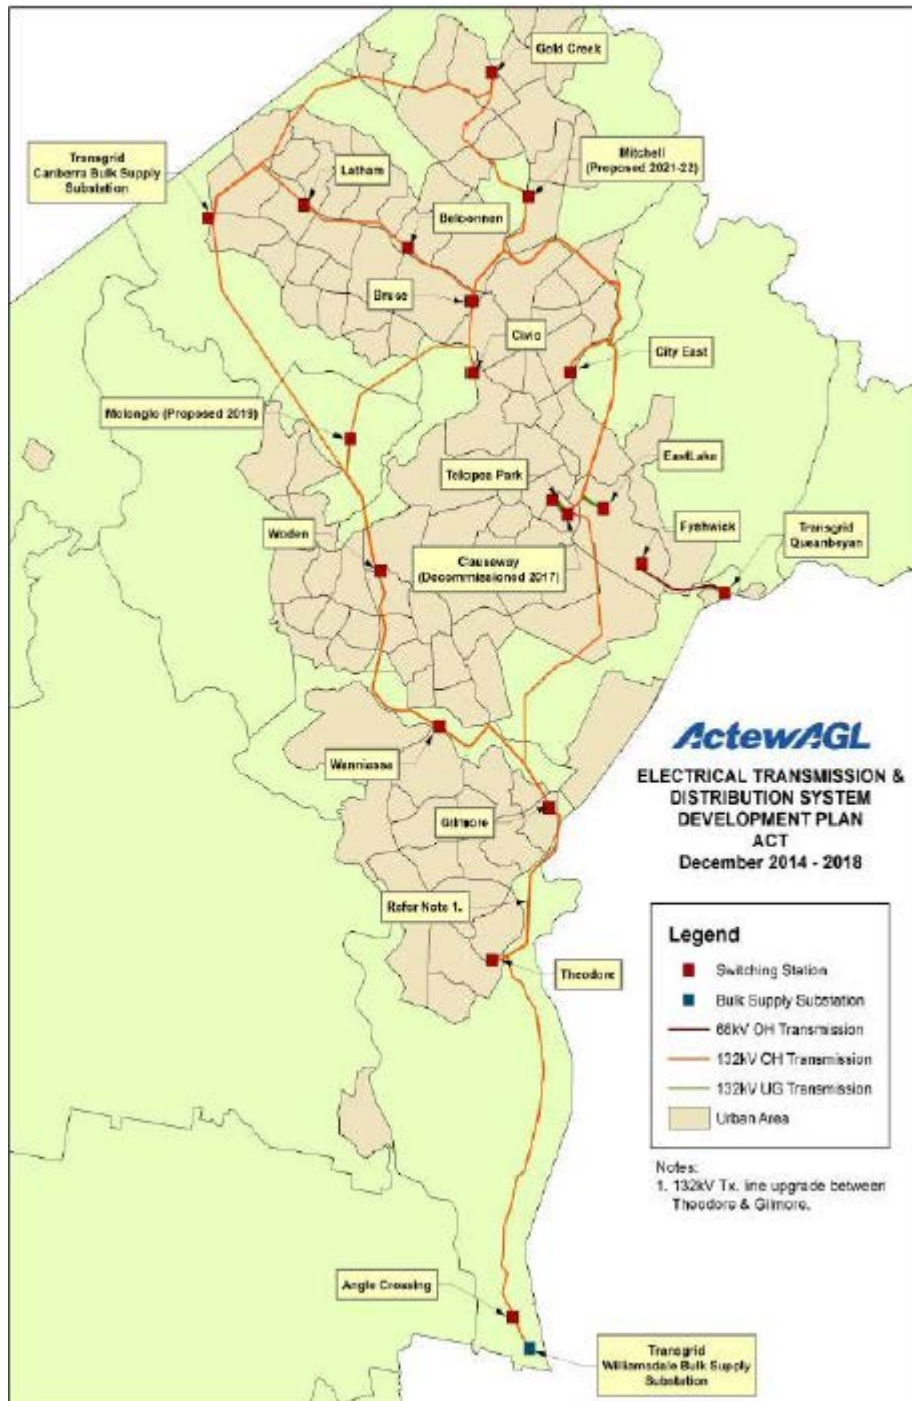 Gold Creek
Transgrid
Canberra Bulk Supply
Substation
Latham
Mitchell
(Proposed 2021-22)
Belconnen
Bruce
Civic
City East
Molonglo (Proposed 2019)
EastLake
Telopea Park
Fyshwick
Transgrid
Queanbeyan
Woden
Causeway
(Decommissioned 2017)
Wanniassa
Gilmore
Refer Note 1.
Theodore
Angle Crossing
Transgrid
Williamsdale Bulk Supply
Substation
ActewAGL
ELECTRICAL TRANSMISSION &
DISTRIBUTION SYSTEM
DEVELOPMENT PLAN
ACT
December 2014 - 2018
Legend
Switching Station
Bulk Supply Substation
66kV OH Transmission
132kV OH Transmission
132kV UG Transmission
Urban Area
Notes:
1. 132kV Tx. line upgrade between
Theodore & Gilmore.